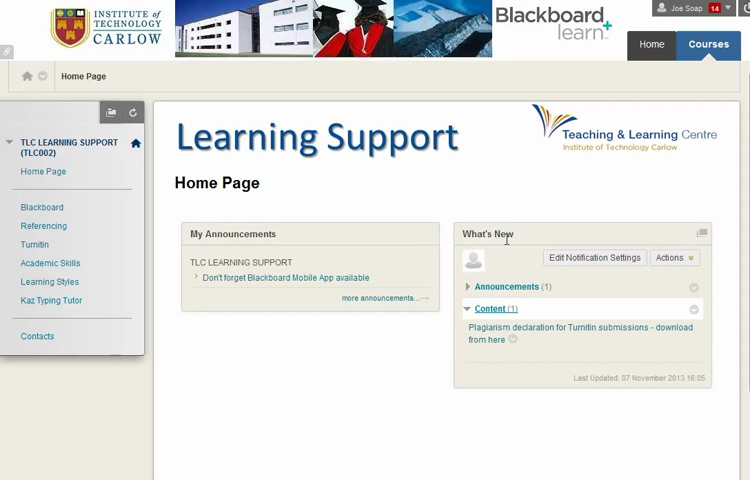 INSTITUTE of
TECHNOLOGY
CARLOW
Blackboard
learn+
Joe Soap 14
Home
Courses
Home Page
TLC LEARNING SUPPORT
(TLC002)
Home Page
Blackboard
Referencing
Turnitin
Academic Skills
Learning Styles
Kaz Typing Tutor
Contacts
Learning Support
Teaching & Learning Centre
Institute of Technology Carlow
Home Page
My Announcements
TLC LEARNING SUPPORT
Don't forget Blackboard Mobile App available
more announcements...
What's New
Edit Notification Settings
Actions
Announcements (1)
Content (1)
Plagiarism declaration for Turnitin submissions - download
from here
Last Updated: 07 November 2013 16:05